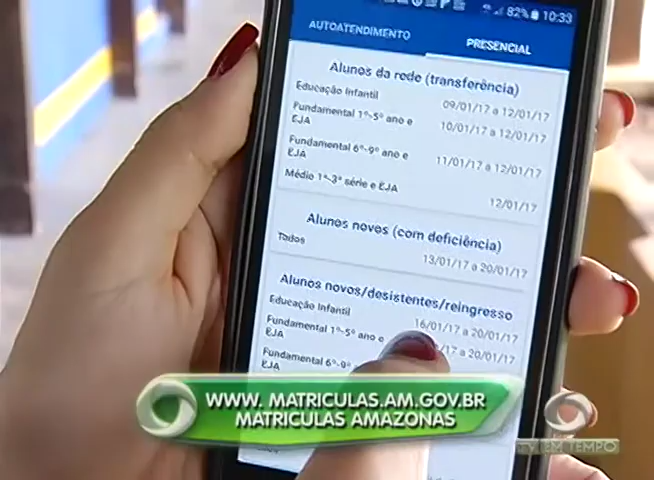 82% 10:33
AUTOATENDIMENTO PRESENCIAL
Alunos da rede (transferência)
Educação Infantil 09/01/17 a 12/01/17
Fundamental 1º-5º ano e EJA 10/01/17 a 12/01/17
Fundamental 6º-9º ano e EJA 11/01/17 a 12/01/17
Médio 1ª-3ª série e EJA 12/01/17
Alunos novos (com deficiência)
Todos 13/01/17 a 20/01/17
Alunos novos/desistentes/reingresso
Educação Infantil 16/01/17 a 20/01/17
Fundamental 1º-5º ano e EJA /01/17 a 20/01/17
Fundamental 6º-9º
EJA
WWW.MATRICULAS.AM.GOV.BR
MATRICULAS AMAZONAS
TV EM TEMPO